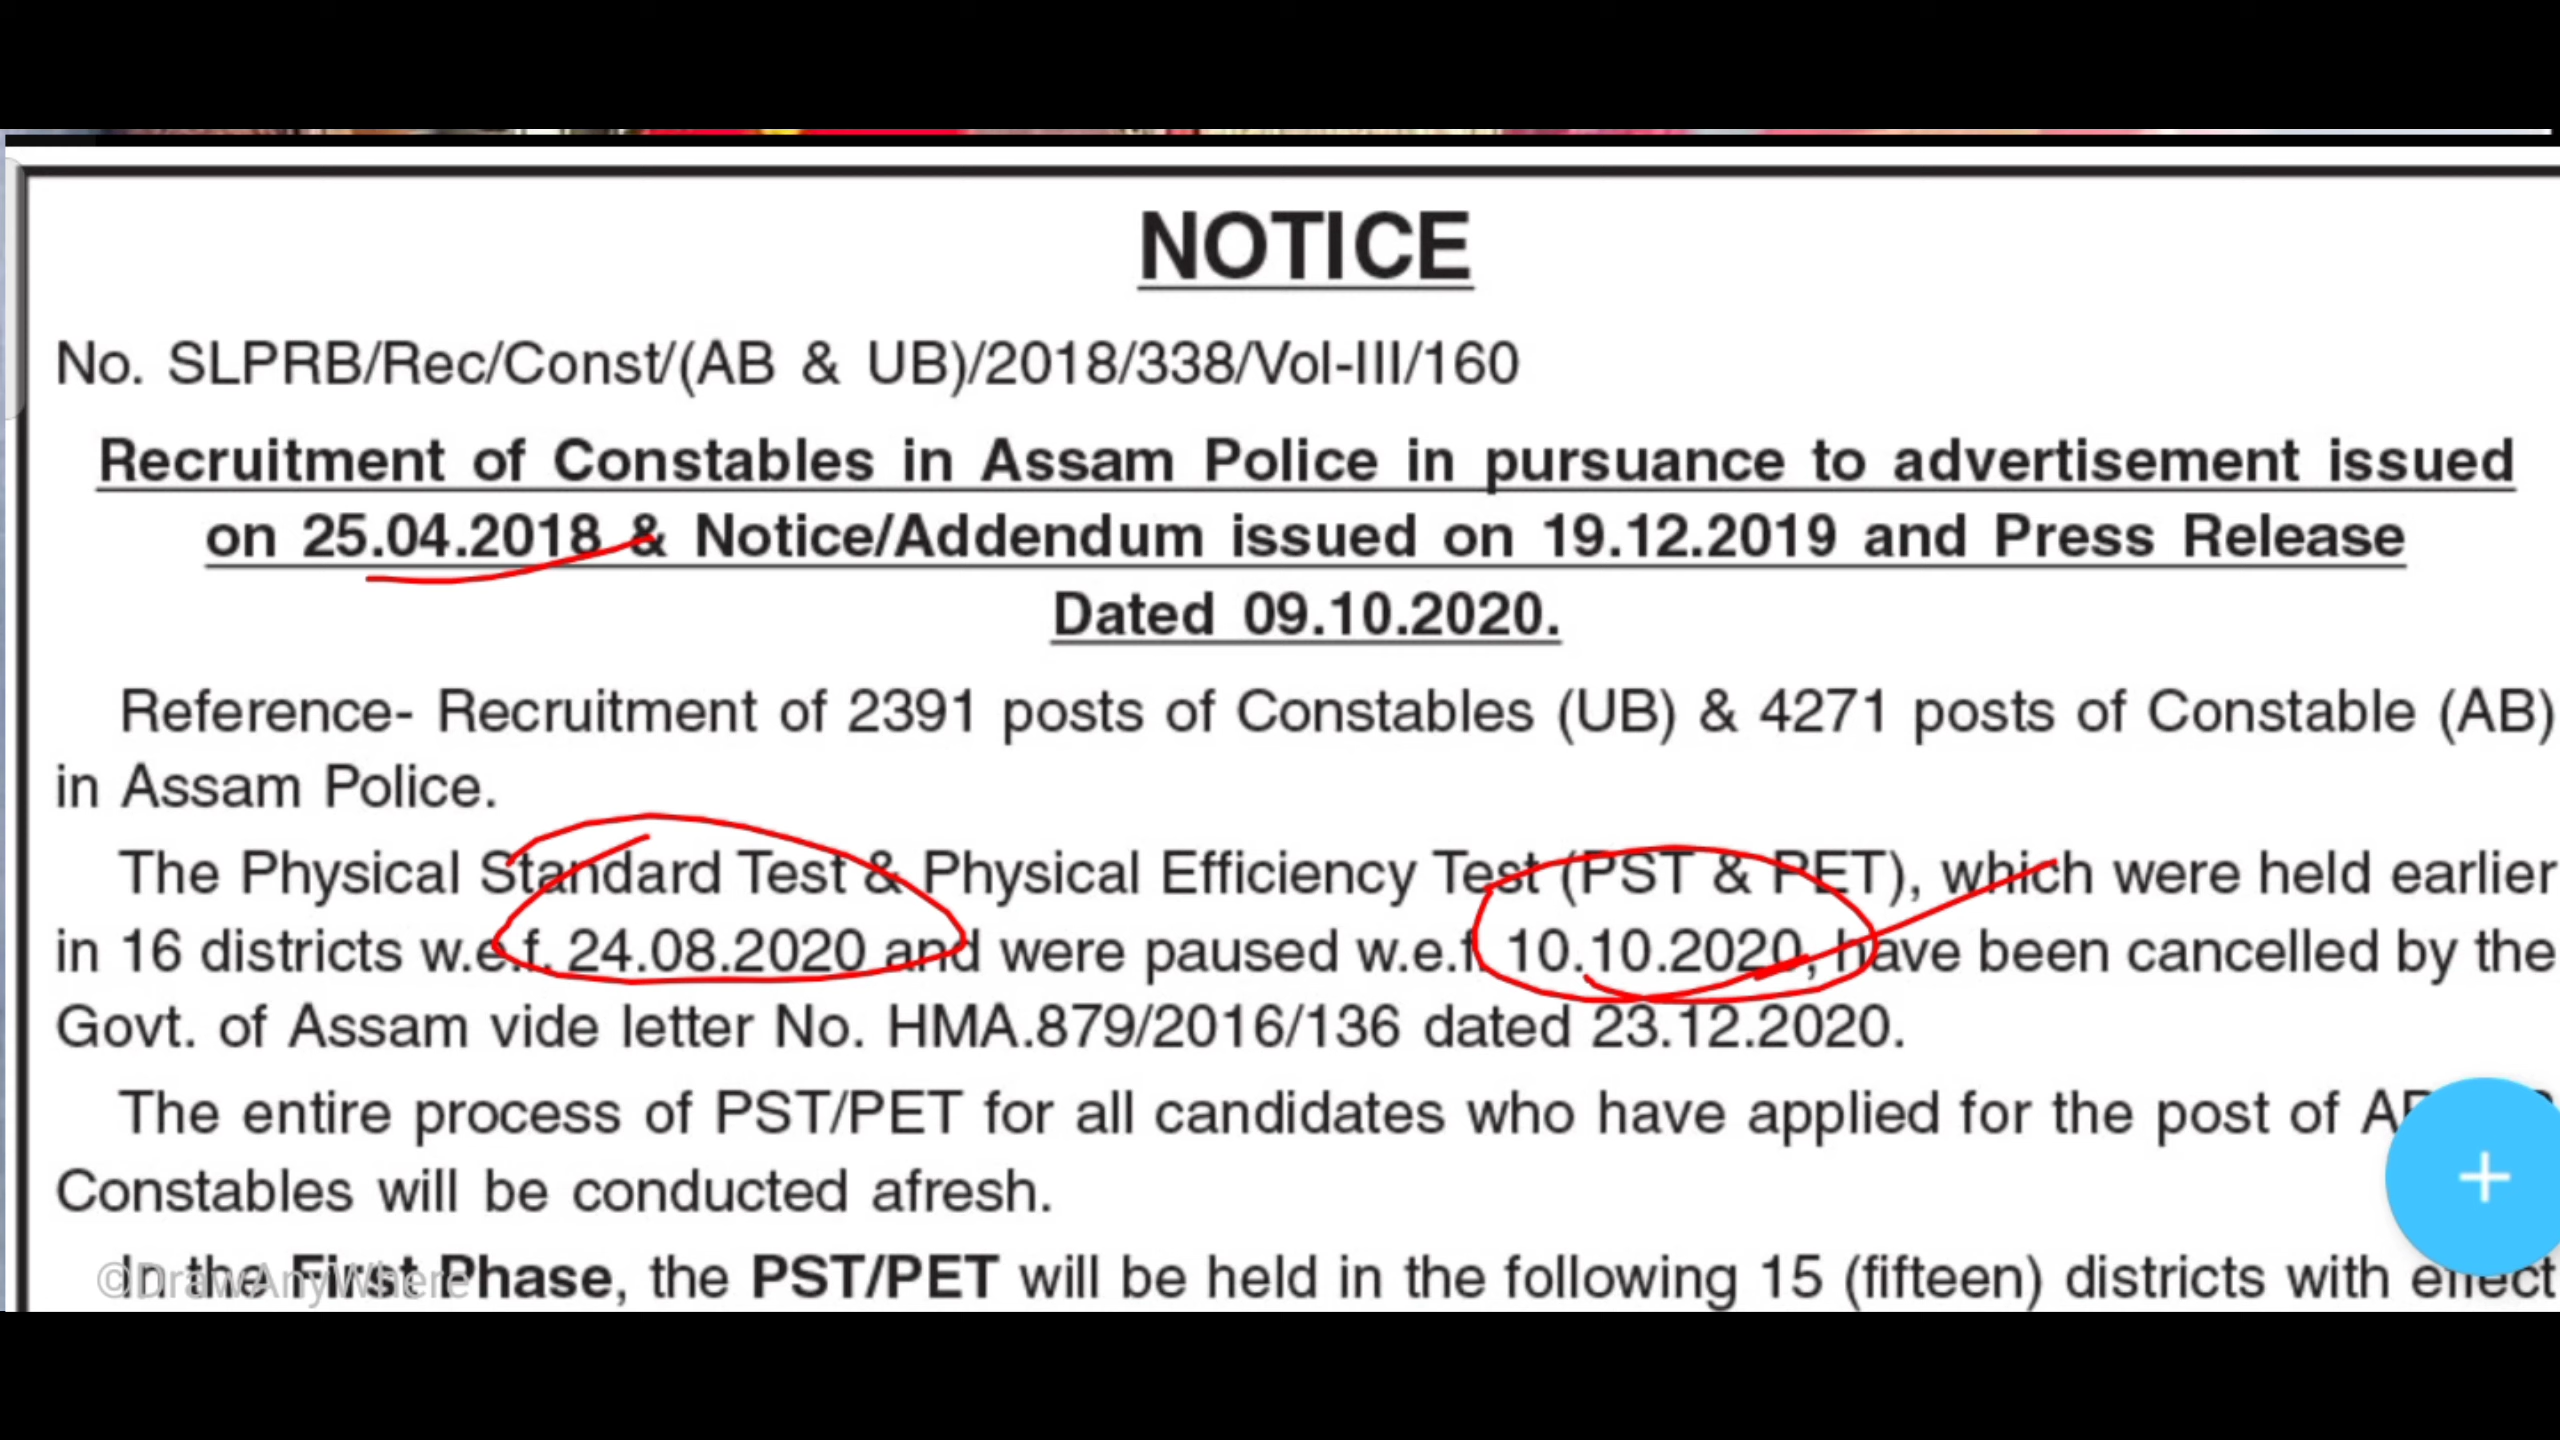 NOTICE
No. SLPRB/Rec/Const/(AB & UB)/2018/338/Vol-III/160
Recruitment of Constables in Assam Police in pursuance to advertisement issued
on 25.04.2018 & Notice/Addendum issued on 19.12.2019 and Press Release
Dated 09.10.2020.
Reference- Recruitment of 2391 posts of Constables (UB) & 4271 posts of Constable (AB)
in Assam Police.
The Physical Standard Test & Physical Efficiency Test (PST & PET), which were held earlier
in 16 districts w.e.f. 24.08.2020 and were paused w.e.f. 10.10.2020, have been cancelled by the
Govt. of Assam vide letter No. HMA.879/2016/136 dated 23.12.2020.
The entire process of PST/PET for all candidates who have applied for the post of
Constables will be conducted afresh.
In the First Phase, the PST/PET will be held in the following 15 (fifteen) districts with effect
©DrawAnyWhere